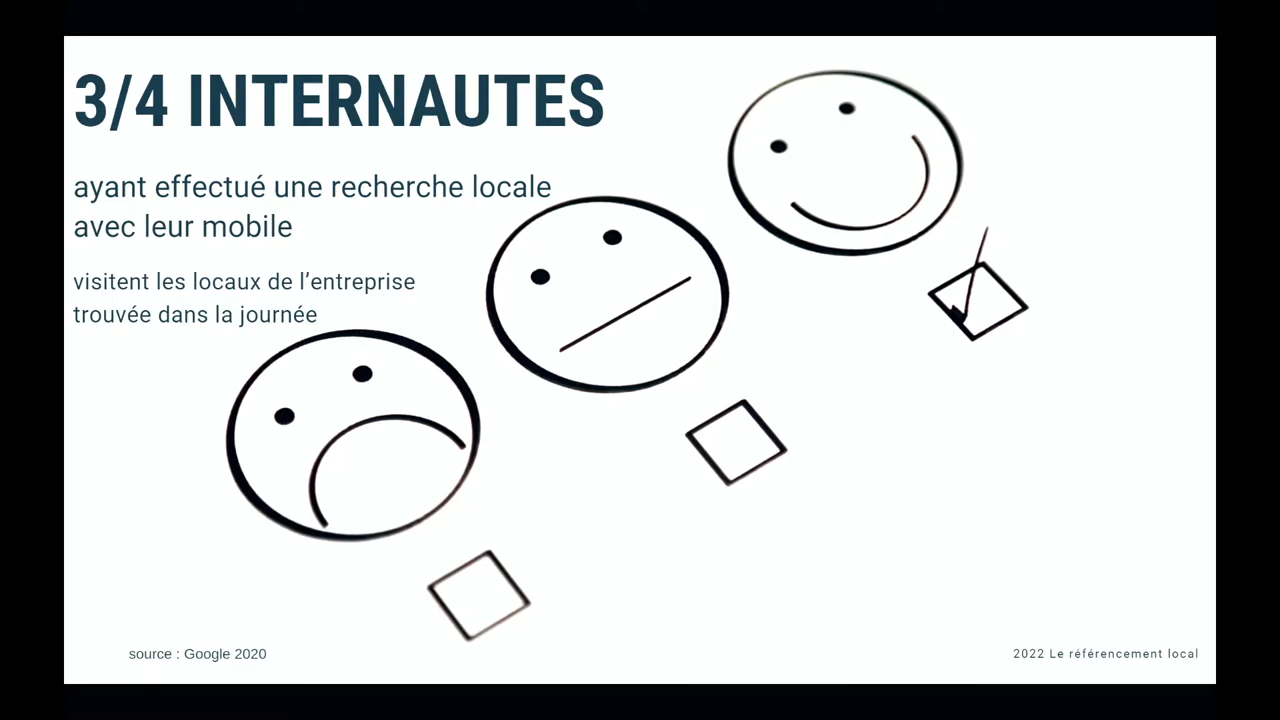 3/4 INTERNAUTES
ayant effectué une recherche locale
avec leur mobile
visitent les locaux de l’entreprise
trouvée dans la journée
source : Google 2020
2022 Le référencement local